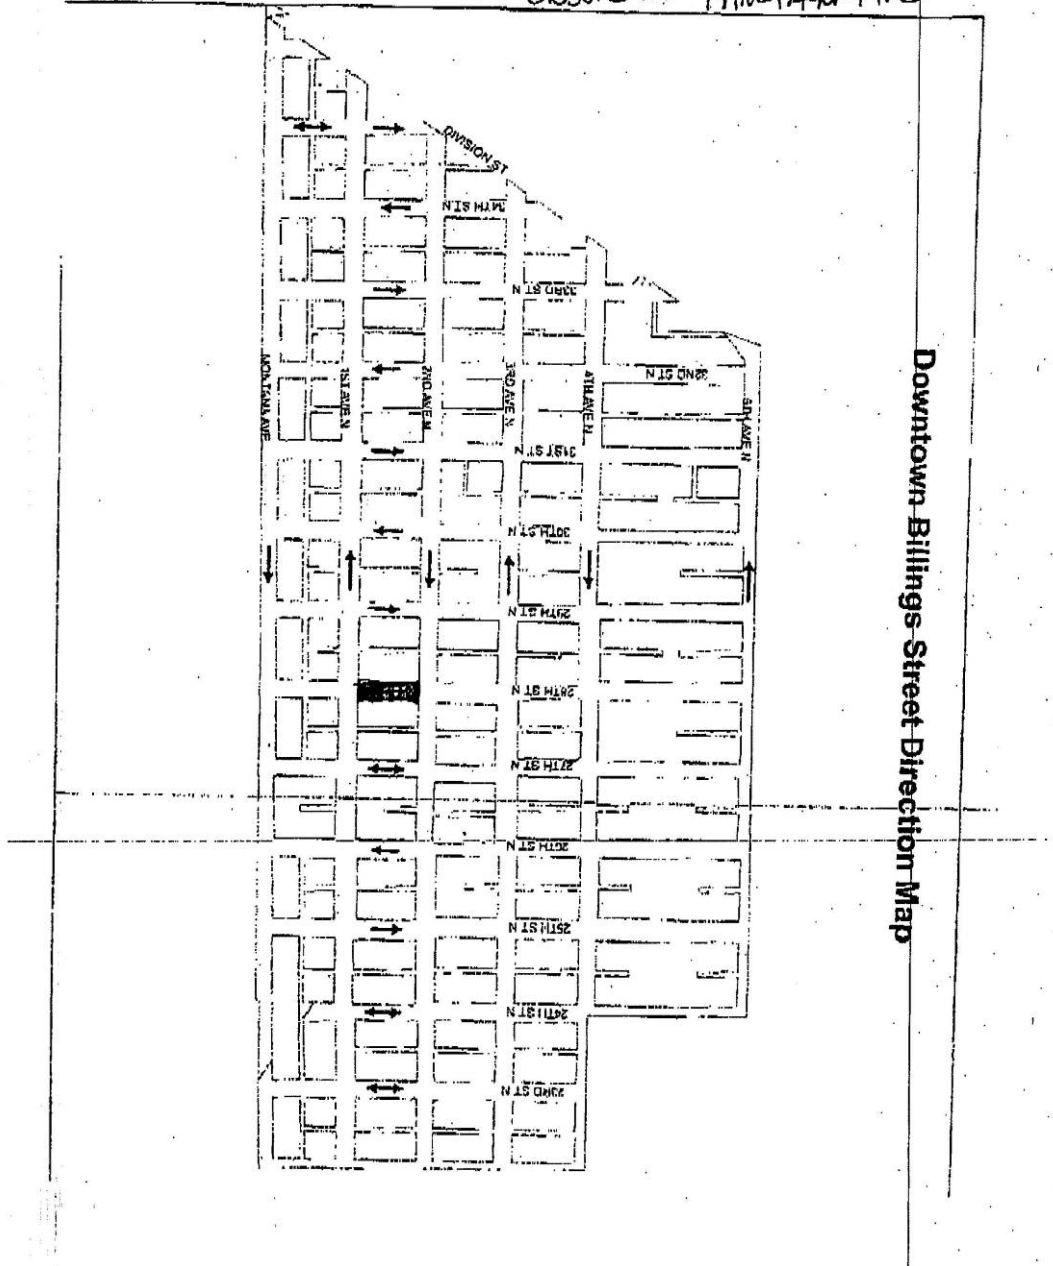 Downtown Billings Street Direction Map
DIVISION ST
34TH ST N
33RD ST N
32ND ST N
31ST ST N
30TH ST N
29TH ST N
28TH ST N
27TH ST N
26TH ST N
25TH ST N
24TH ST N
23RD ST N
MONTANA AVE
1ST AVE N
2ND AVE N
3RD AVE N
4TH AVE N
6TH AVE N